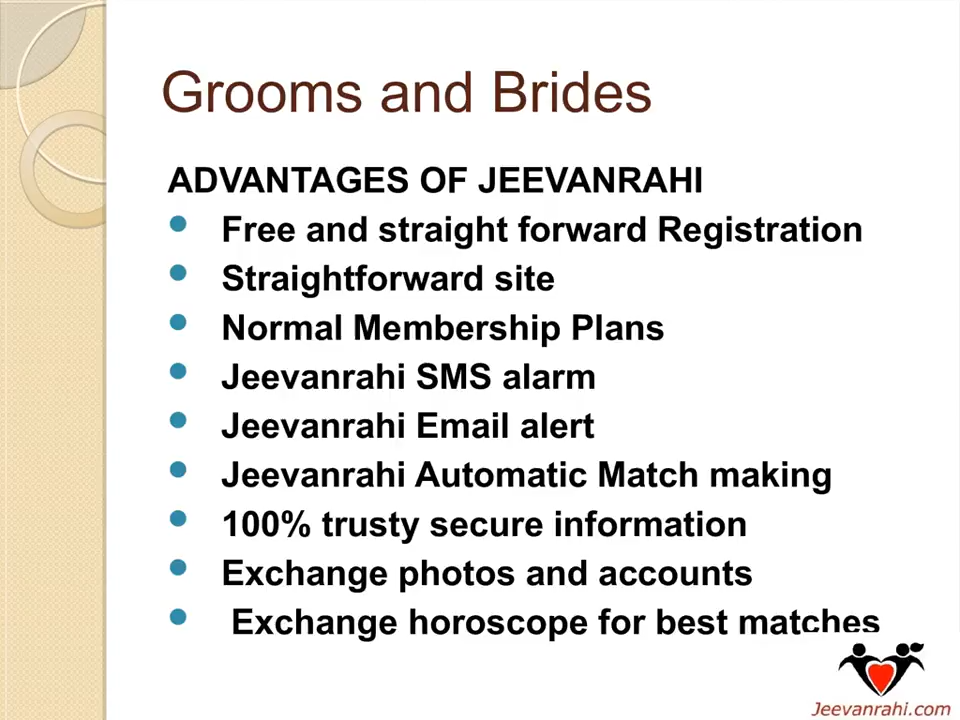 Grooms and Brides
ADVANTAGES OF JEEVANRAHI
Free and straight forward Registration
Straightforward site
Normal Membership Plans
Jeevanrahi SMS alarm
Jeevanrahi Email alert
Jeevanrahi Automatic Match making
100% trusty secure information
Exchange photos and accounts
Exchange horoscope for best matches
Jeevanrahi.com